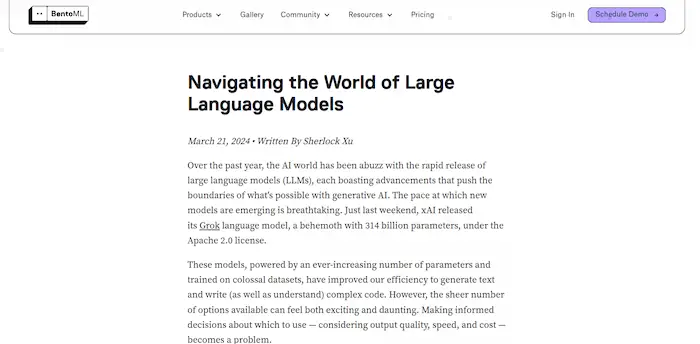 BentoML
Products
Gallery
Community
Resources
Pricing
Sign In
Schedule Demo →
Navigating the World of Large
Language Models
March 21, 2024 • Written By Sherlock Xu
Over the past year, the AI world has been abuzz with the rapid release of
large language models (LLMs), each boasting advancements that push the
boundaries of what's possible with generative AI. The pace at which new
models are emerging is breathtaking. Just last weekend, xAI released
its Grok language model, a behemoth with 314 billion parameters, under the
Apache 2.0 license.
These models, powered by an ever-increasing number of parameters and
trained on colossal datasets, have improved our efficiency to generate text
and write (as well as understand) complex code. However, the sheer number
of options available can feel both exciting and daunting. Making informed
decisions about which to use — considering output quality, speed, and cost —
becomes a problem.